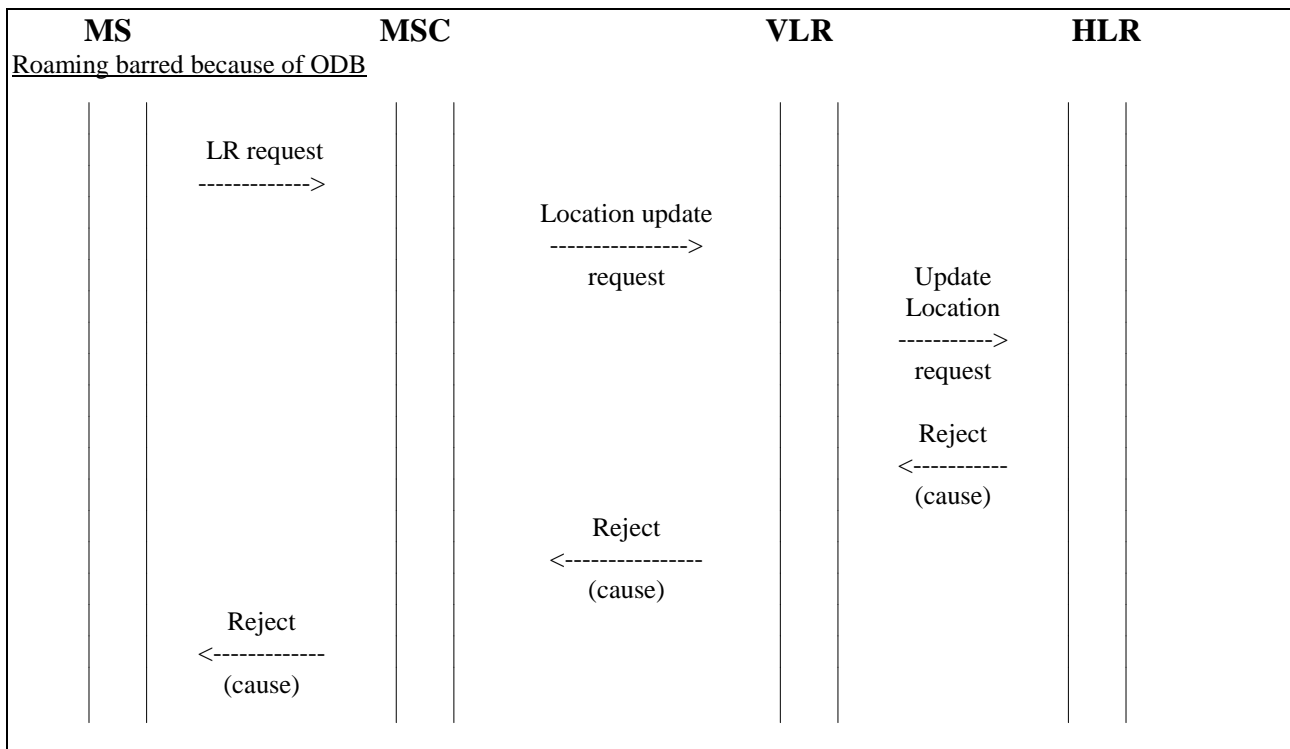 MS MSC VLR HLR
Roaming barred because of ODB
LR request
------------->
Location update
---------------->
request
Update
Location
----------->
request
Reject
<-----------
(cause)
Reject
<----------------
(cause)
Reject
<-------------
(cause)